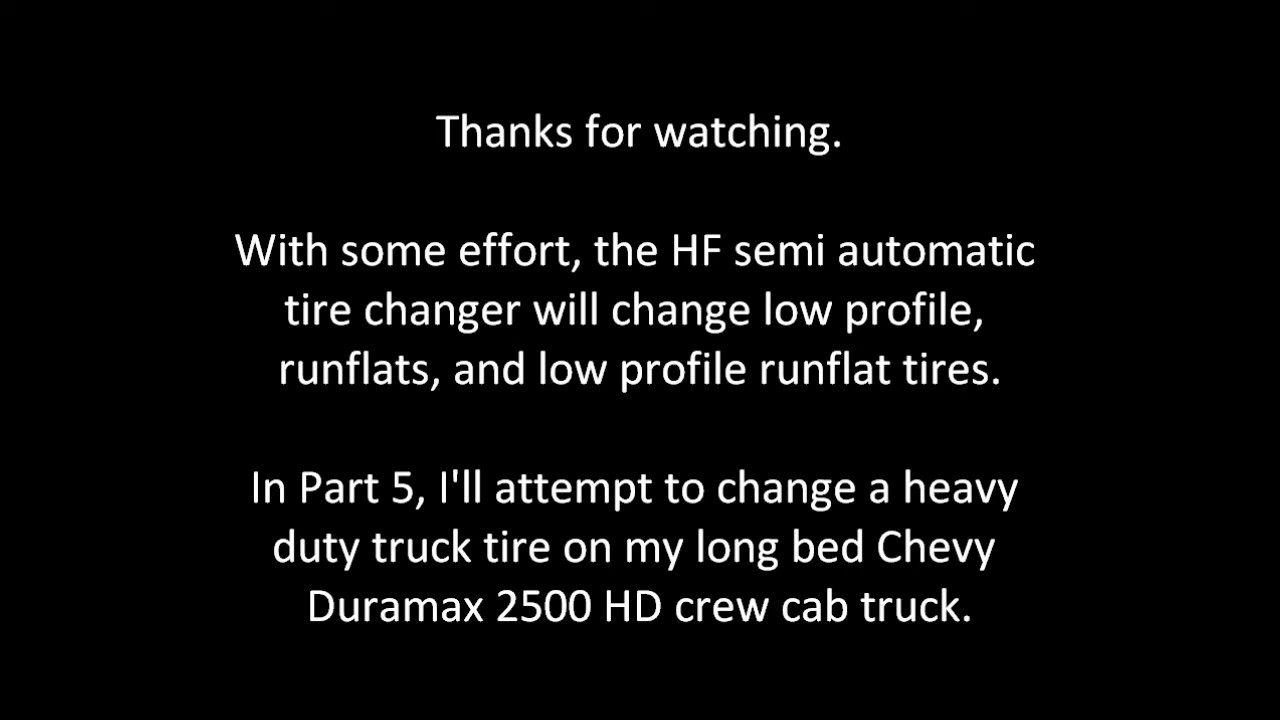 Thanks for watching.
With some effort, the HF semi automatic
tire changer will change low profile,
runflats, and low profile runflat tires.
In Part 5, I'll attempt to change a heavy
duty truck tire on my long bed Chevy
Duramax 2500 HD crew cab truck.